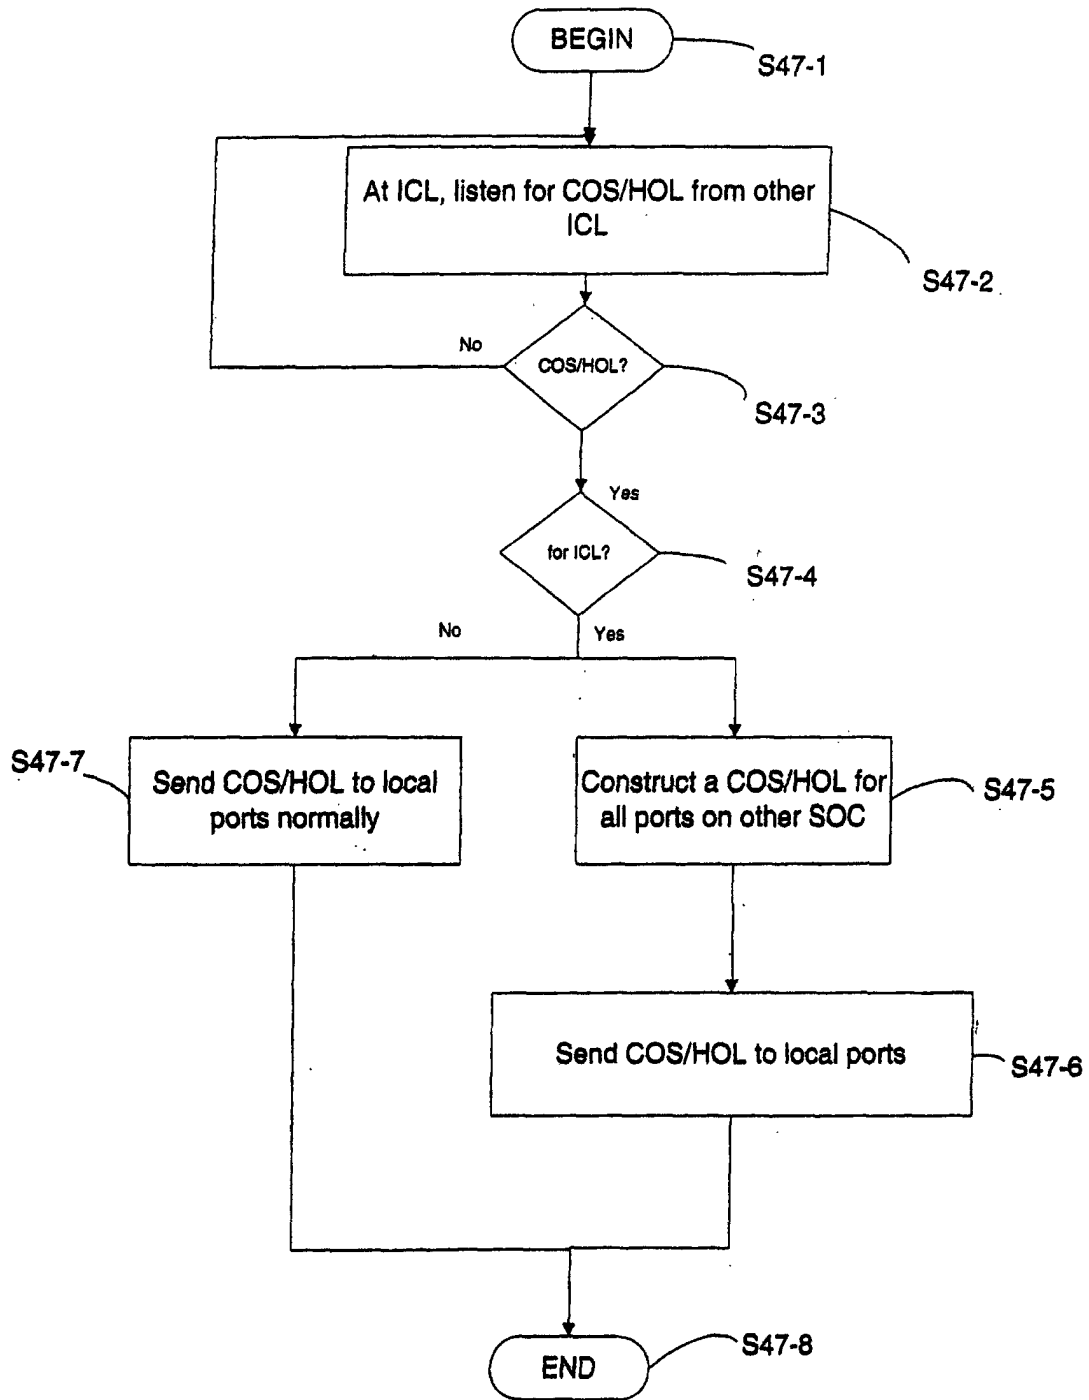 BEGIN
S47-1
At ICL, listen for COS/HOL from other
ICL
S47-2
No
COS/HOL?
S47-3
Yes
for ICL?
S47-4
No
Yes
S47-7
Send COS/HOL to local
ports normally
Construct a COS/HOL for
all ports on other SOC
S47-5
Send COS/HOL to local ports
S47-6
END
S47-8